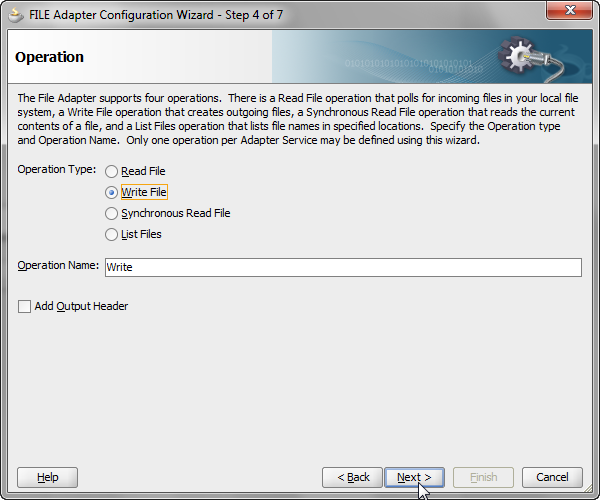 FILE Adapter Configuration Wizard - Step 4 of 7
Operation
010101010101010101010101
0101010101010
The File Adapter supports four operations. There is a Read File operation that polls for incoming files in your local file
system, a Write File operation that creates outgoing files, a Synchronous Read File operation that reads the current
contents of a file, and a List Files operation that lists file names in specified locations. Specify the Operation type
and Operation Name. Only one operation per Adapter Service may be defined using this wizard.
Operation Type:
Read File
Write File
Synchronous Read File
List Files
Operation Name: Write
Add Output Header
Help
< Back
Next >
Finish
Cancel